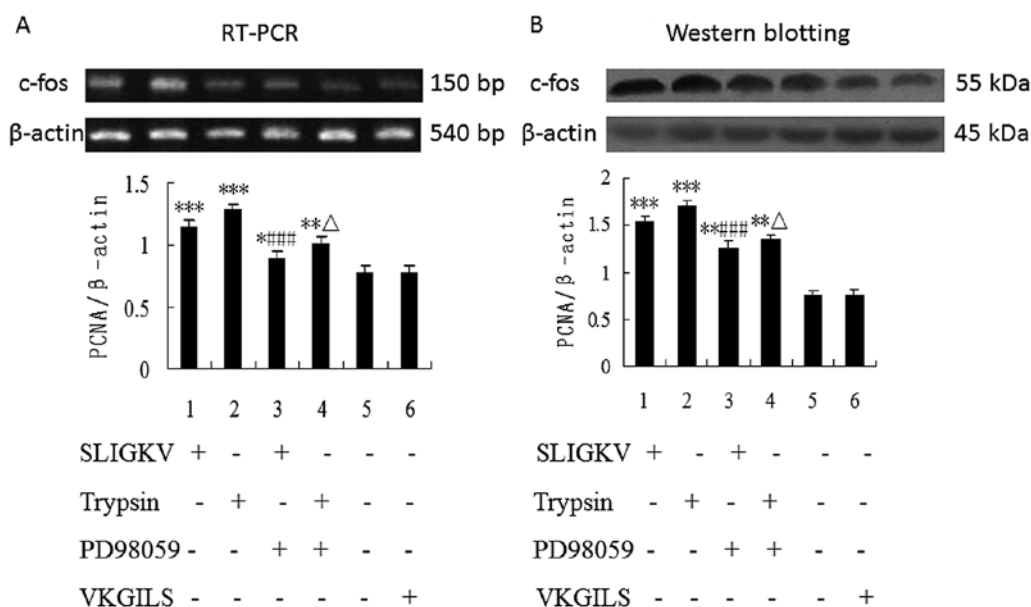 A
RT-PCR
c-fos 150 bp
β-actin 540 bp
PCNA/β-actin
1.5
1
0.5
0
*** *** *### **△
1 2 3 4 5 6
SLIGKV + - + - - -
Trypsin - + - + - -
PD98059 - - + + - -
VKGILS - - - - - +
B
Western blotting
c-fos 55 kDa
β-actin 45 kDa
PCNA/β-actin
2
1.5
1
0.5
0
*** *** **### **△
1 2 3 4 5 6
SLIGKV + - + - - -
Trypsin - + - + - -
PD98059 - - + + - -
VKGILS - - - - - +